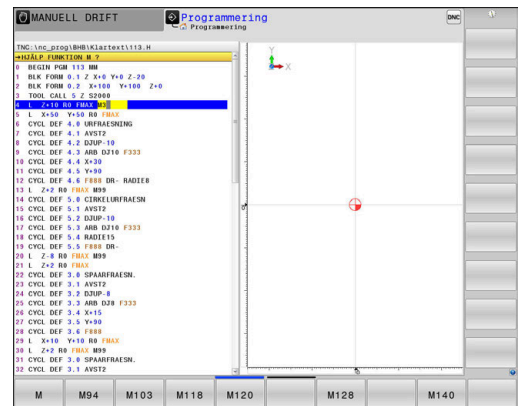 MANUELL DRIFT
Programmering
Programmering
DNC
TNC:\nc_prog\BHB\Klartext\113.H
→HJÄLP FUNKTION M ?
0 BEGIN PGM 113 MM
1 BLK FORM 0.1 Z X+0 Y+0 Z-20
2 BLK FORM 0.2 X+100 Y+100 Z+0
3 TOOL CALL 5 Z S2000
4 L Z+10 R0 FMAX M3
5 L X+50 Y+50 R0 FMAX
6 CYCL DEF 4.0 URFRAESNING
7 CYCL DEF 4.1 AVST2
8 CYCL DEF 4.2 DJUP-10
9 CYCL DEF 4.3 ARB DJ10 F333
10 CYCL DEF 4.4 X+30
11 CYCL DEF 4.5 Y+90
12 CYCL DEF 4.6 F888 DR- RADIE8
13 L Z+2 R0 FMAX M99
14 CYCL DEF 5.0 CIRKELURFRAESN
15 CYCL DEF 5.1 AVST2
16 CYCL DEF 5.2 DJUP-10
17 CYCL DEF 5.3 ARB DJ10 F333
18 CYCL DEF 5.4 RADIE15
19 CYCL DEF 5.5 F888 DR-
20 L Z-8 R0 FMAX M99
21 L Z+2 R0 FMAX
22 CYCL DEF 3.0 SPAARFRAESN.
23 CYCL DEF 3.1 AVST2
24 CYCL DEF 3.2 DJUP-8
25 CYCL DEF 3.3 ARB DJ8 F333
26 CYCL DEF 3.4 X+15
27 CYCL DEF 3.5 Y+90
28 CYCL DEF 3.6 F888
29 L X+10 Y+10 R0 FMAX
30 L Z+2 R0 FMAX M99
31 CYCL DEF 3.0 SPAARFRAESN.
32 CYCL DEF 3.1 AVST2
Y
X
M
M94
M103
M118
M120
M128
M140